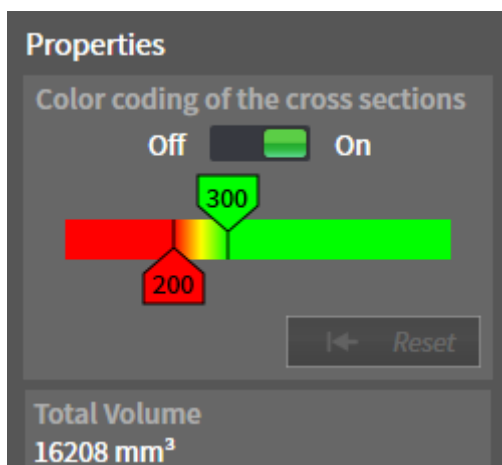 Properties
Color coding of the cross sections
Off On
300
200
Reset
Total Volume
16208 mm³